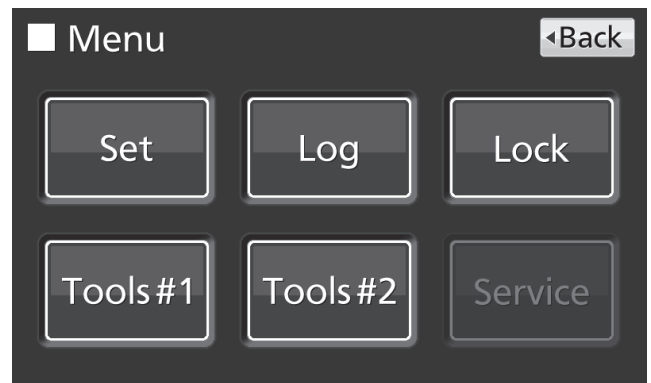 Menu
◂Back
Set
Log
Lock
Tools #1
Tools #2
Service